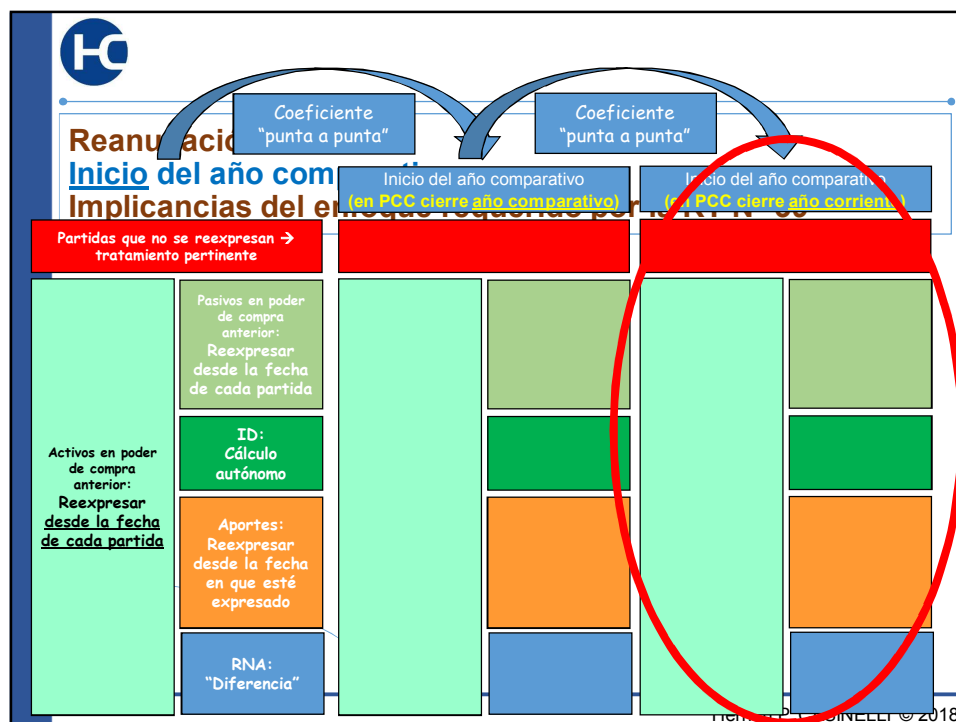 HC
Coeficiente
"punta a punta"
Coeficiente
"punta a punta"
Inicio del año
Implicancias del
Inicio del año comparativo
(en PCC cierre año comparativo)
Inicio del año comparativo
(en PCC cierre año corriente)
Partidas que no se reexpresan →
tratamiento pertinente
Activos en poder
de compra
anterior:
Reexpresar
desde la fecha
de cada partida
Pasivos en poder
de compra
anterior:
Reexpresar
desde la fecha
de cada partida
ID:
Cálculo
autónomo
Aportes:
Reexpresar
desde la fecha
en que esté
expresado
RNA:
"Diferencia"
© 2018